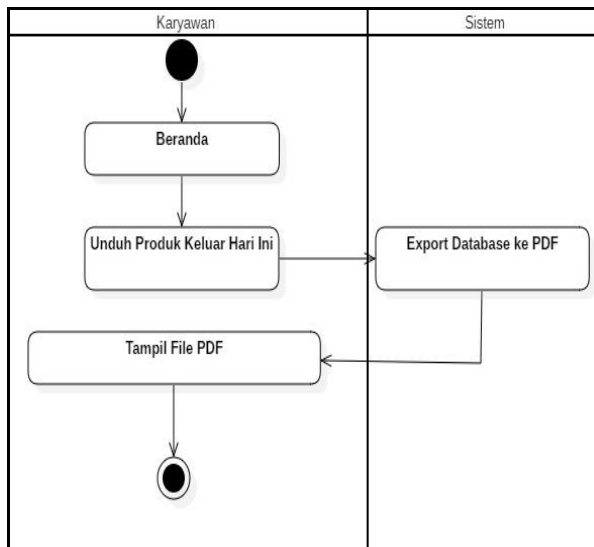 Karyawan
Sistem
Beranda
Unduh Produk Keluar Hari Ini
Export Database ke PDF
Tampil File PDF